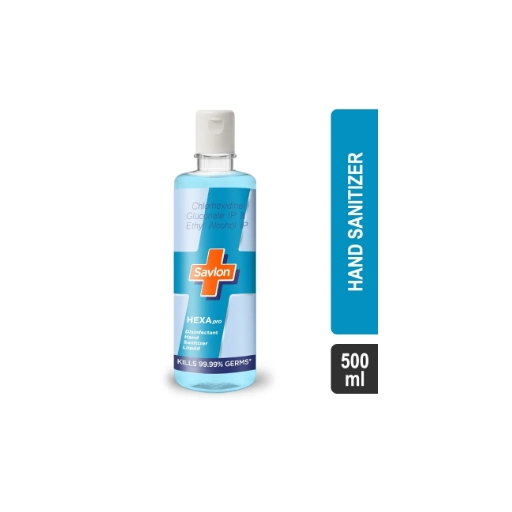 Chlorhexidine
Gluconate IP &
Ethyl Alcohol IP
Savlon
HEXA pro
Disinfectant
Hand
Sanitizer
Liquid
KILLS 99.99% GERMS*
HAND SANITIZER
500
ml